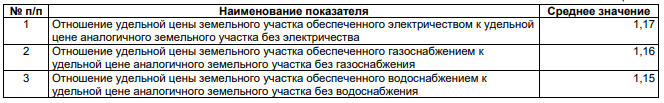 № п/п Наименование показателя Среднее значение
1 Отношение удельной цены земельного участка обеспеченного электричеством к удельной 1,17
цене аналогичного земельного участка без электричества
2 Отношение удельной цены земельного участка обеспеченного газоснабжением к 1,16
удельной цене аналогичного земельного участка без газоснабжения
3 Отношение удельной цены земельного участка обеспеченного водоснабжением к 1,15
удельной цене аналогичного земельного участка без водоснабжения